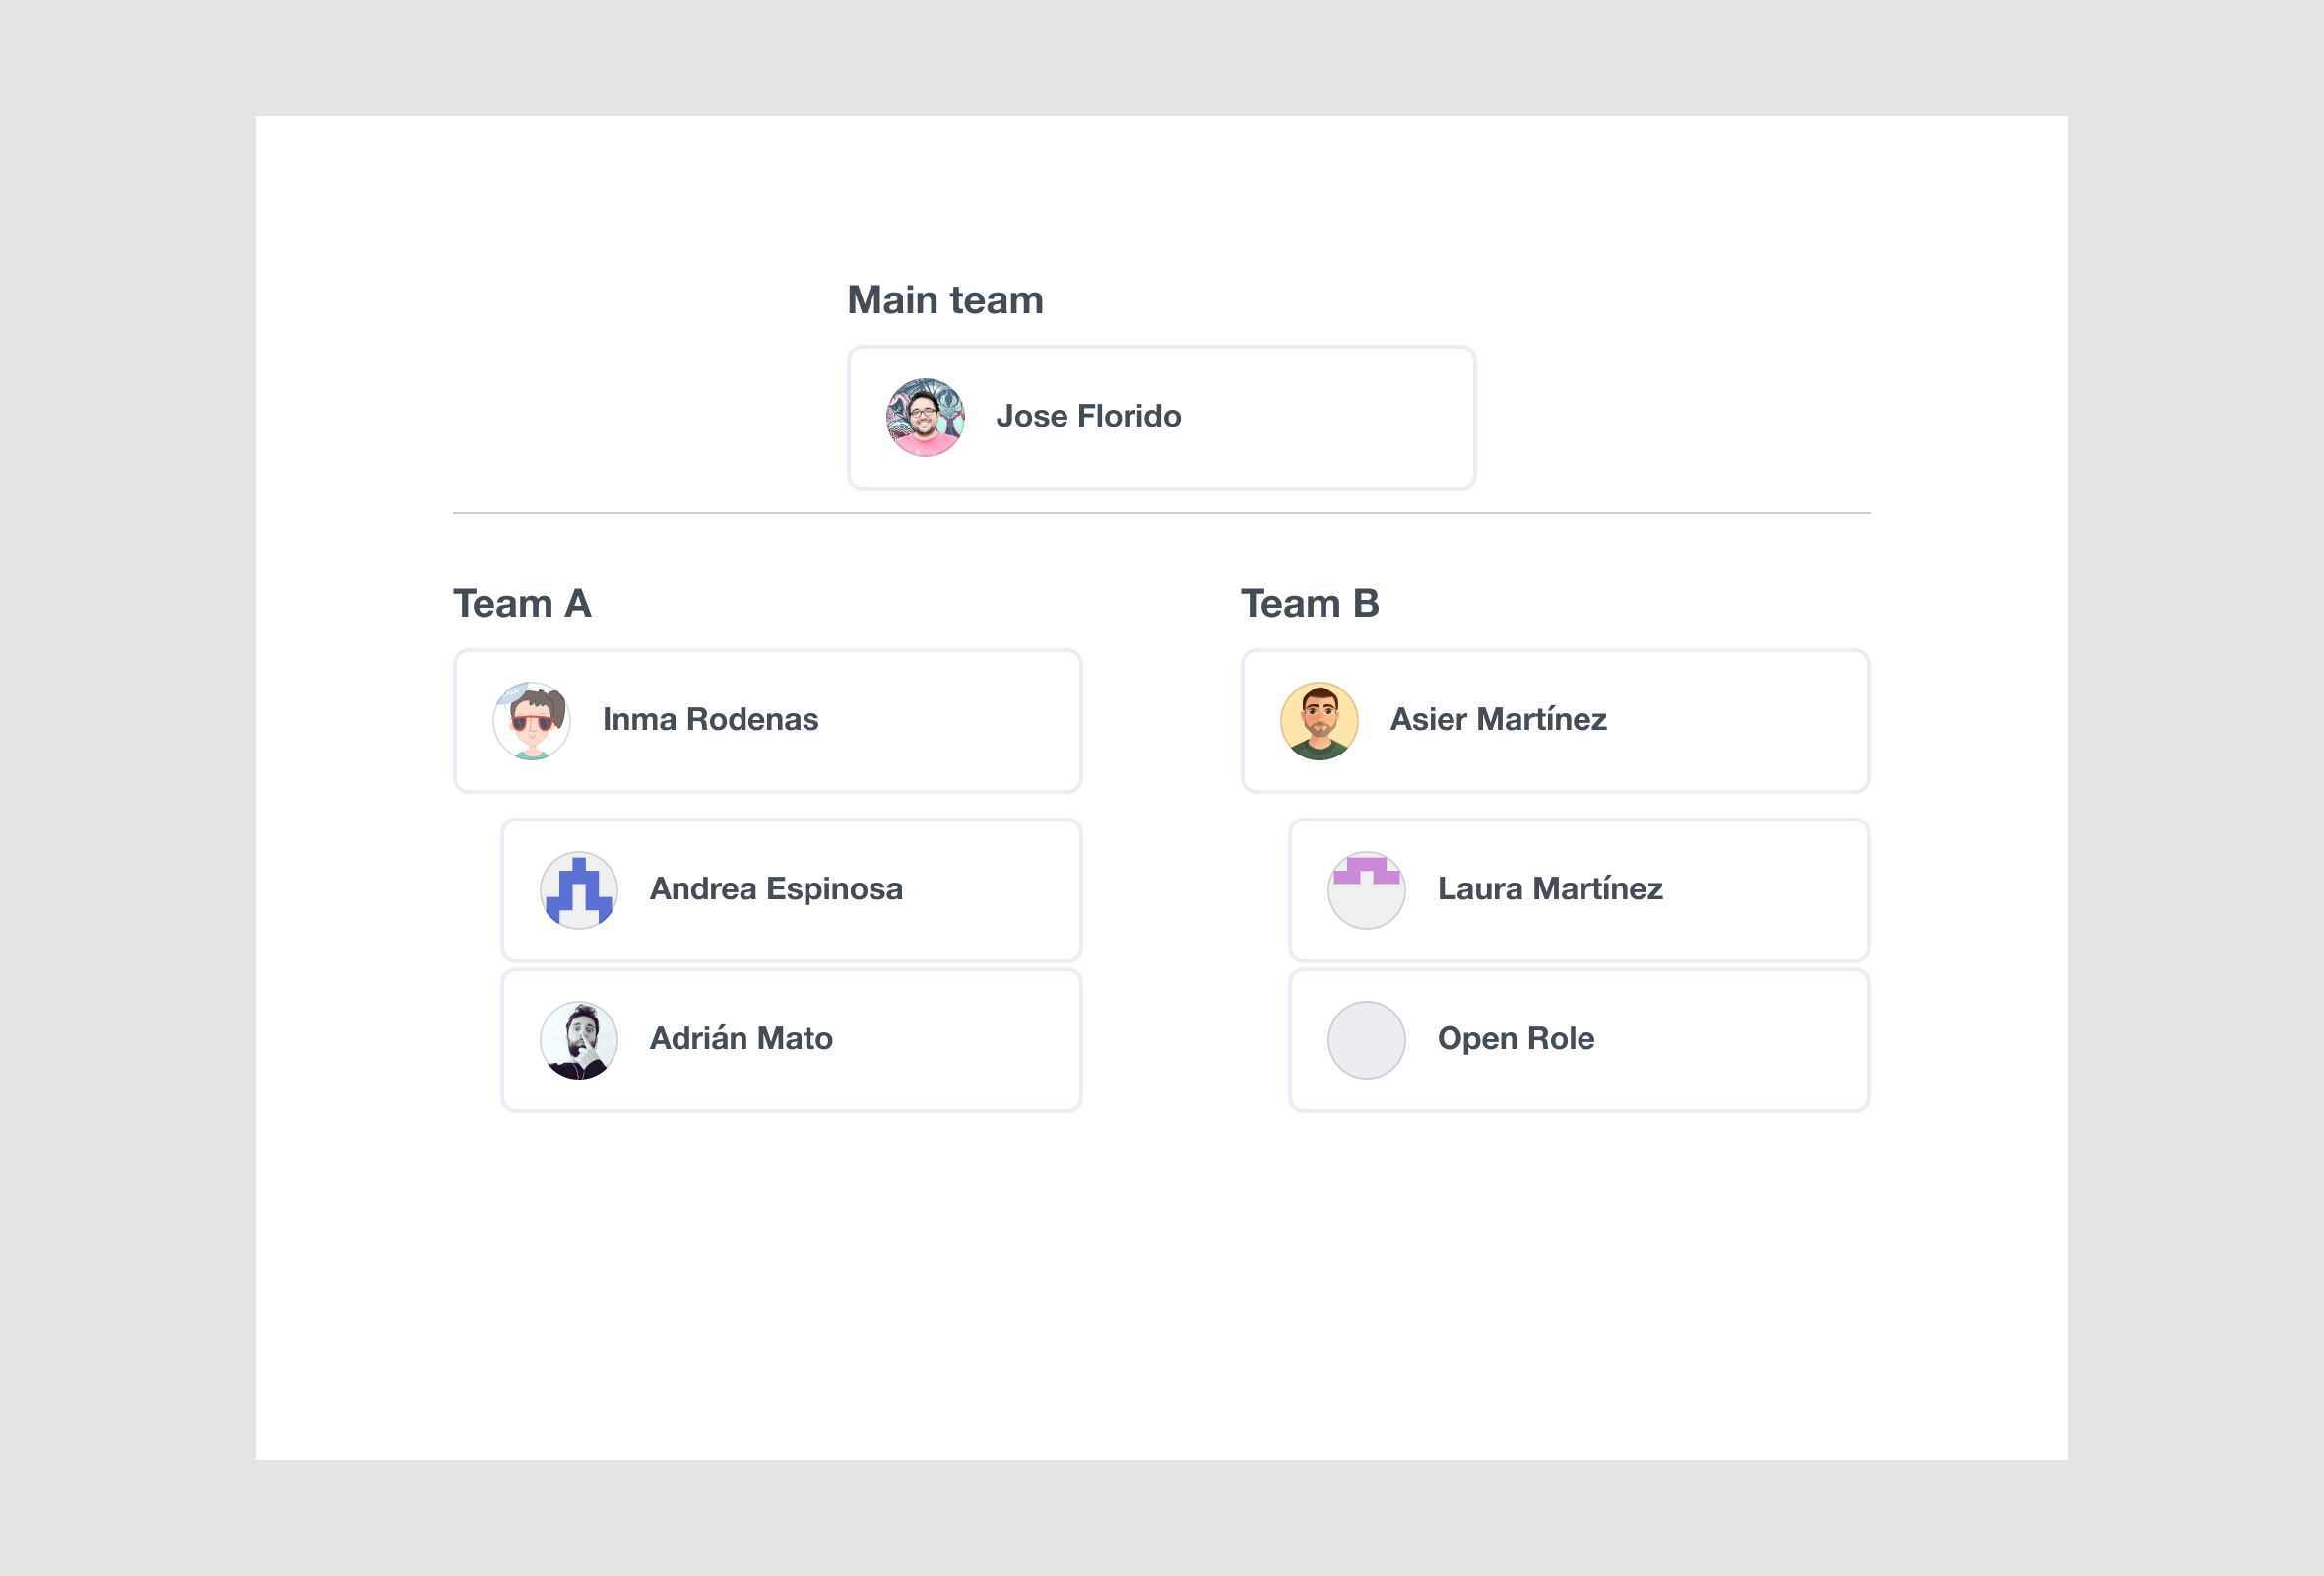 Main team
Jose Florido
Team A
Inma Rodenas
Andrea Espinosa
Adrián Mato
Team B
Asier Martínez
Laura Martínez
Open Role